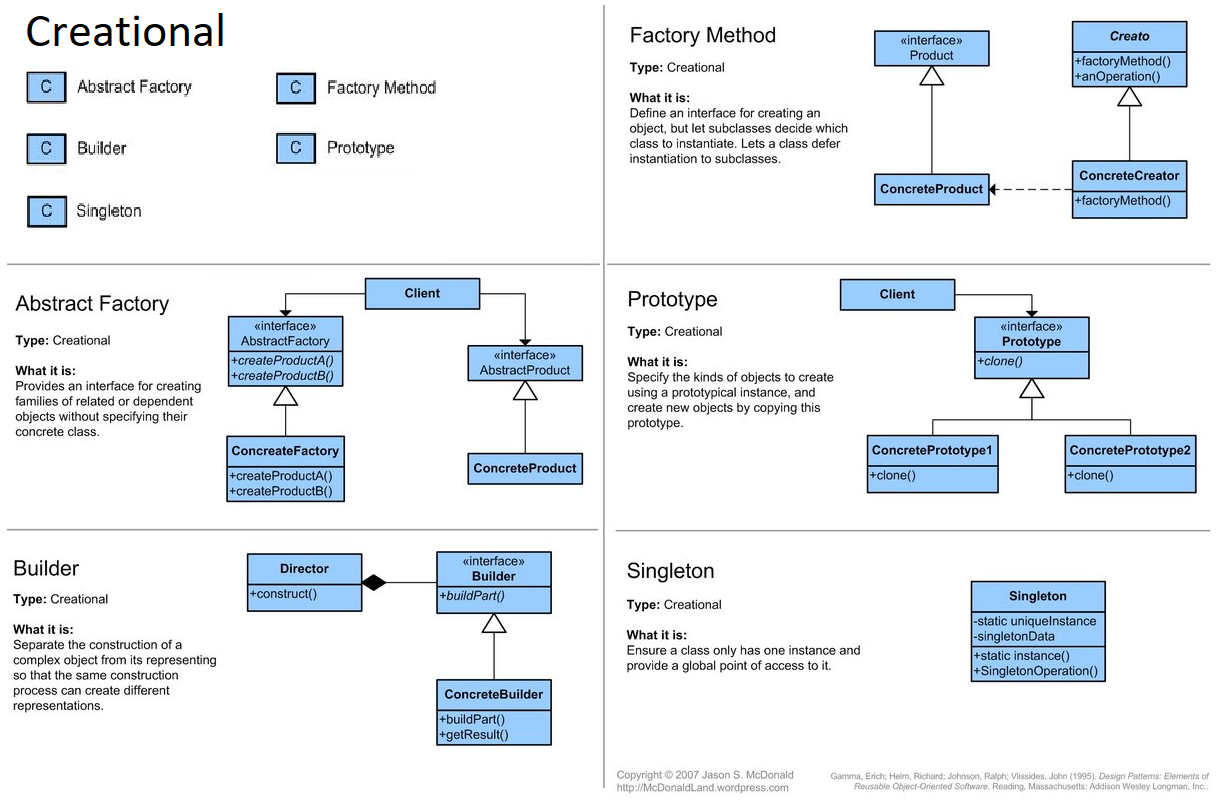 Creational
C Abstract Factory
C Factory Method
C Builder
C Prototype
C Singleton
Factory Method
Type: Creational
What it is:
Define an interface for creating an
object, but let subclasses decide which
class to instantiate. Lets a class defer
instantiation to subclasses.
«interface»
Product
Creato
+factoryMethod()
+anOperation()
ConcreteProduct
ConcreteCreator
+factoryMethod()
Abstract Factory
Type: Creational
What it is:
Provides an interface for creating
families of related or dependent
objects without specifying their
concrete class.
Client
«interface»
AbstractFactory
+createProductA()
+createProductB()
«interface»
AbstractProduct
ConcreateFactory
+createProductA()
+createProductB()
ConcreteProduct
Prototype
Type: Creational
What it is:
Specify the kinds of objects to create
using a prototypical instance, and
create new objects by copying this
prototype.
Client
«interface»
Prototype
+clone()
ConcretePrototype1
+clone()
ConcretePrototype2
+clone()
Builder
Type: Creational
What it is:
Separate the construction of a
complex object from its representing
so that the same construction
process can create different
representations.
Director
+construct()
«interface»
Builder
+buildPart()
ConcreteBuilder
+buildPart()
+getResult()
Singleton
Type: Creational
What it is:
Ensure a class only has one instance and
provide a global point of access to it.
Singleton
-static uniqueInstance
-singletonData
+static instance()
+SingletonOperation()
Copyright © 2007 Jason S. McDonald
http://McDonaldLand.wordpress.com
Gamma, Erich; Helm, Richard; Johnson, Ralph; Vlissides, John (1995). Design Patterns: Elements of
Reusable Object-Oriented Software. Reading, Massachusetts: Addison Wesley Longman, Inc..